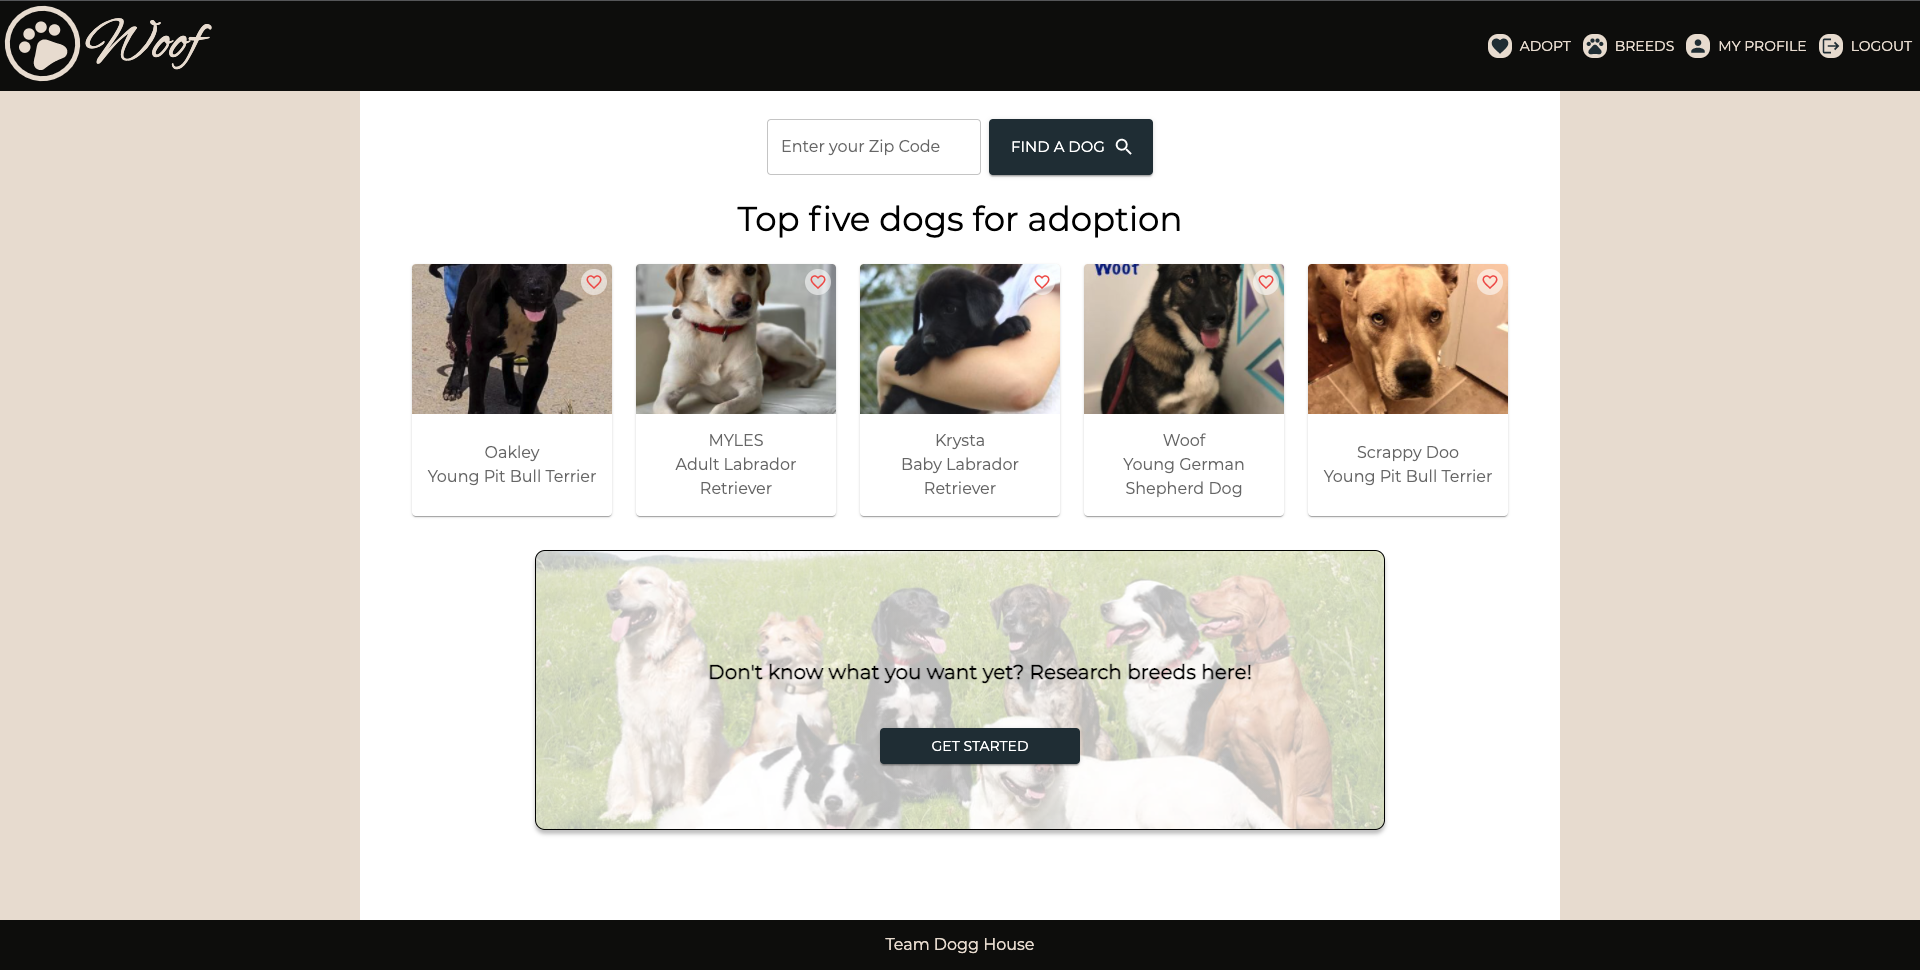 Woof
ADOPT
BREEDS
MY PROFILE
LOGOUT
Enter your Zip Code
FIND A DOG
Top five dogs for adoption
Oakley
Young Pit Bull Terrier
MYLES
Adult Labrador
Retriever
Krysta
Baby Labrador
Retriever
Woof
Woof
Young German
Shepherd Dog
Scrappy Doo
Young Pit Bull Terrier
Don't know what you want yet? Research breeds here!
GET STARTED
Team Dogg House